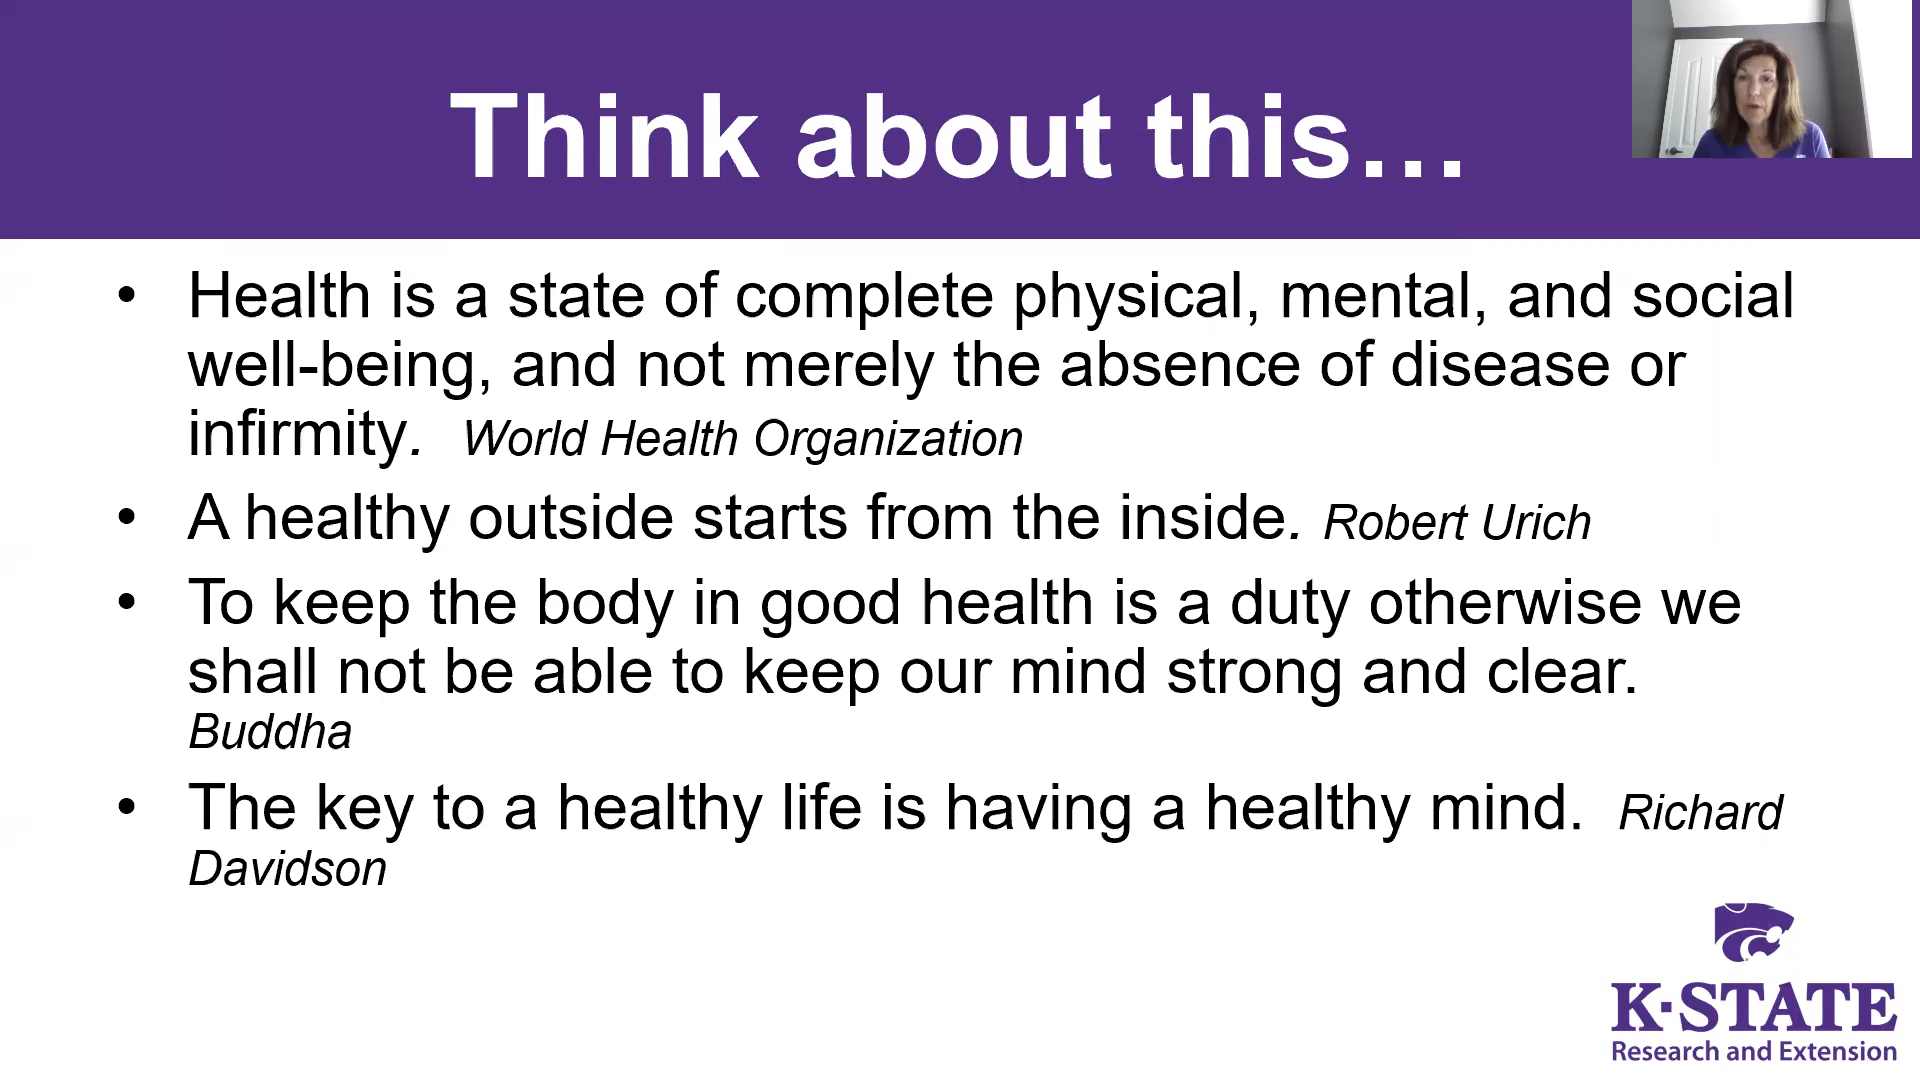 Think about this…
• Health is a state of complete physical, mental, and social
well-being, and not merely the absence of disease or
infirmity. World Health Organization
• A healthy outside starts from the inside. Robert Urich
• To keep the body in good health is a duty otherwise we
shall not be able to keep our mind strong and clear.
Buddha
• The key to a healthy life is having a healthy mind. Richard
Davidson
K-STATE
Research and Extension